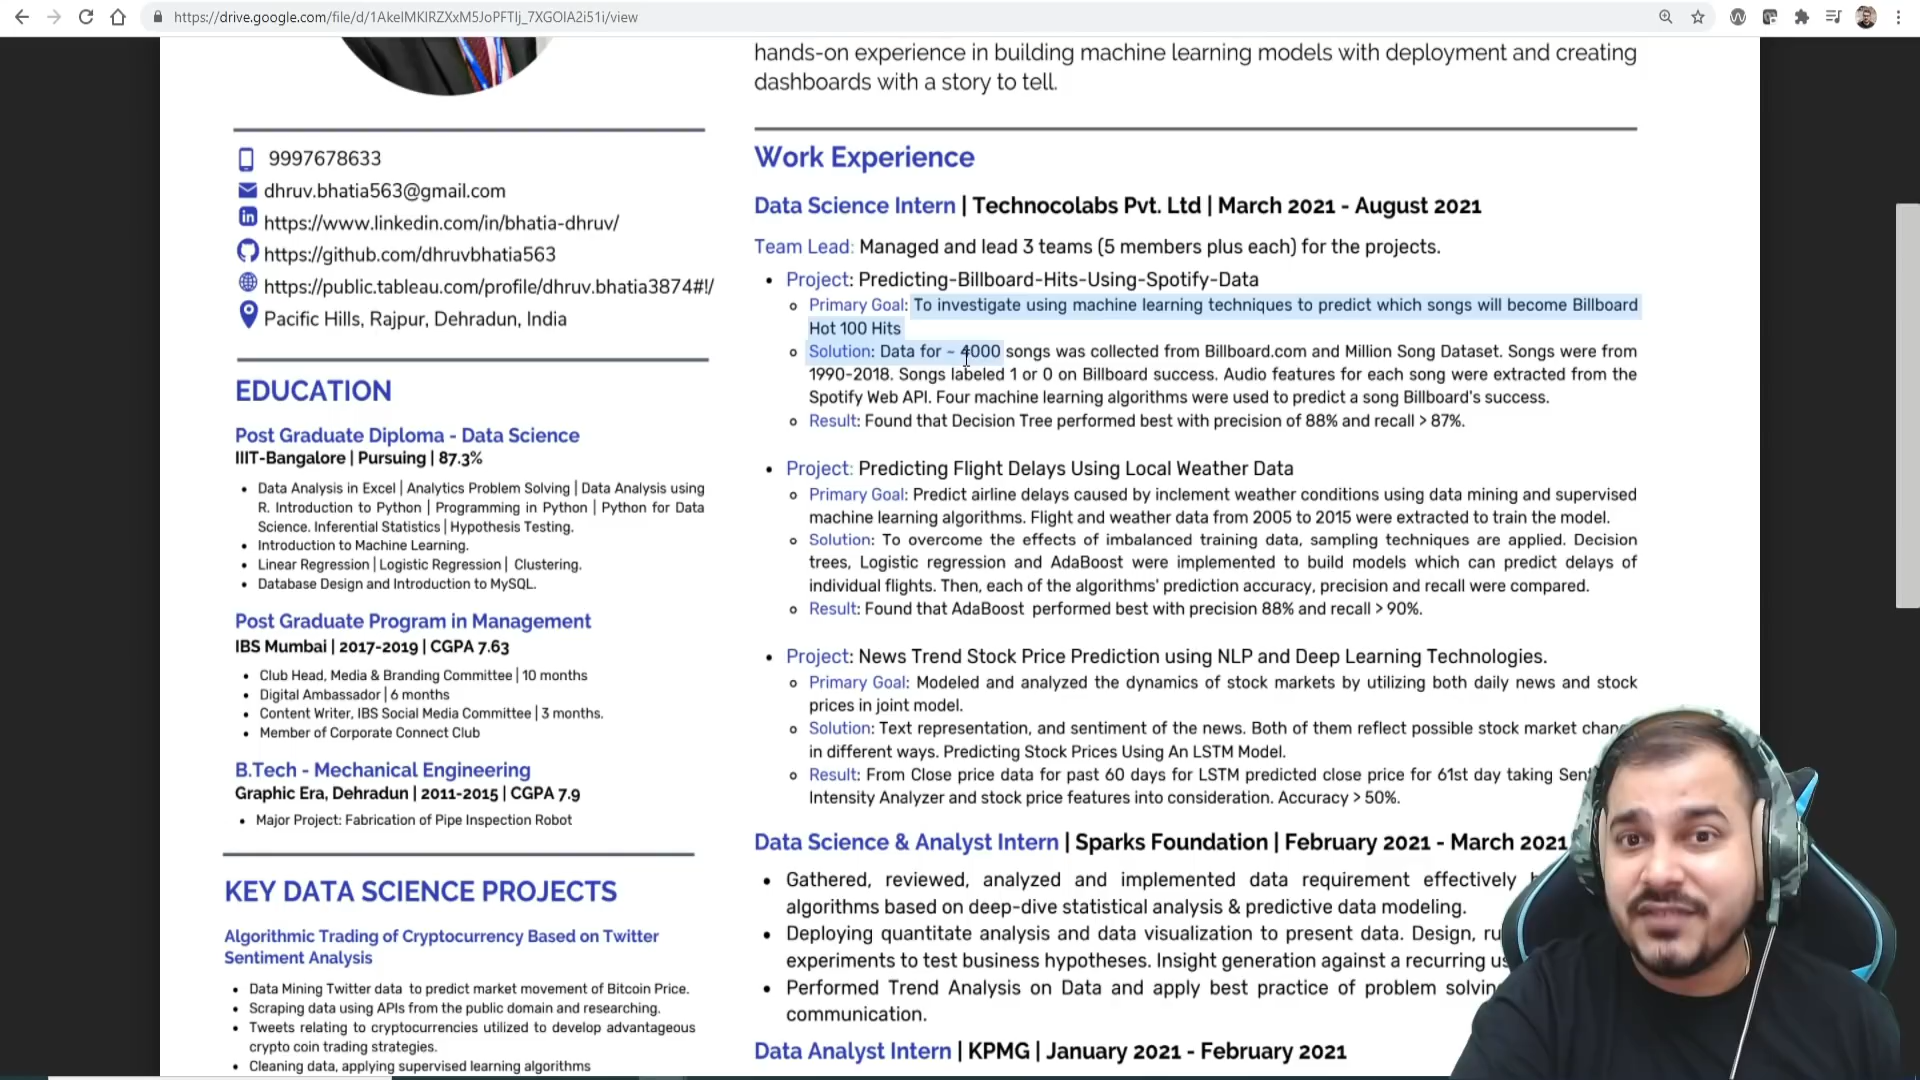 https://drive.google.com/file/d/1AkelMKlRZXxM5JoPFTIj_7XGOIA2i51i/view
hands-on experience in building machine learning models with deployment and creating
dashboards with a story to tell.
9997678633
dhruv.bhatia563@gmail.com
https://www.linkedin.com/in/bhatia-dhruv/
https://github.com/dhruvbhatia563
https://public.tableau.com/profile/dhruv.bhatia3874#!/
Pacific Hills, Rajpur, Dehradun, India
EDUCATION
Post Graduate Diploma - Data Science
IIIT-Bangalore | Pursuing | 87.3%
• Data Analysis in Excel | Analytics Problem Solving | Data Analysis using
R. Introduction to Python | Programming in Python | Python for Data
Science. Inferential Statistics | Hypothesis Testing.
• Introduction to Machine Learning.
• Linear Regression | Logistic Regression | Clustering.
• Database Design and Introduction to MySQL.
Post Graduate Program in Management
IBS Mumbai | 2017-2019 | CGPA 7.63
• Club Head, Media & Branding Committee | 10 months
• Digital Ambassador | 6 months
• Content Writer, IBS Social Media Committee | 3 months.
• Member of Corporate Connect Club
B.Tech - Mechanical Engineering
Graphic Era, Dehradun | 2011-2015 | CGPA 7.9
• Major Project: Fabrication of Pipe Inspection Robot
KEY DATA SCIENCE PROJECTS
Algorithmic Trading of Cryptocurrency Based on Twitter
Sentiment Analysis
• Data Mining Twitter data to predict market movement of Bitcoin Price.
• Scraping data using APIs from the public domain and researching.
• Tweets relating to cryptocurrencies utilized to develop advantageous
crypto coin trading strategies.
• Cleaning data, applying supervised learning algorithms
Work Experience
Data Science Intern | Technocolabs Pvt. Ltd | March 2021 - August 2021
Team Lead: Managed and lead 3 teams (5 members plus each) for the projects.
• Project: Predicting-Billboard-Hits-Using-Spotify-Data
Primary Goal: To investigate using machine learning techniques to predict which songs will become Billboard
Hot 100 Hits
Solution: Data for ~ 4000 songs was collected from Billboard.com and Million Song Dataset. Songs were from
1990-2018. Songs labeled 1 or 0 on Billboard success. Audio features for each song were extracted from the
Spotify Web API. Four machine learning algorithms were used to predict a song Billboard's success.
Result: Found that Decision Tree performed best with precision of 88% and recall > 87%.
• Project: Predicting Flight Delays Using Local Weather Data
Primary Goal: Predict airline delays caused by inclement weather conditions using data mining and supervised
machine learning algorithms. Flight and weather data from 2005 to 2015 were extracted to train the model.
Solution: To overcome the effects of imbalanced training data, sampling techniques are applied. Decision
trees, Logistic regression and AdaBoost were implemented to build models which can predict delays of
individual flights. Then, each of the algorithms' prediction accuracy, precision and recall were compared.
Result: Found that AdaBoost performed best with precision 88% and recall > 90%.
• Project: News Trend Stock Price Prediction using NLP and Deep Learning Technologies.
Primary Goal: Modeled and analyzed the dynamics of stock markets by utilizing both daily news and stock
prices in joint model.
Solution: Text representation, and sentiment of the news. Both of them reflect possible stock market
in different ways. Predicting Stock Prices Using An LSTM Model.
Result: From Close price data for past 60 days for LSTM predicted close price for 61st day taking
Intensity Analyzer and stock price features into consideration. Accuracy > 50%.
Data Science & Analyst Intern | Sparks Foundation | February 2021 - March 2021
• Gathered, reviewed, analyzed and implemented data requirement effectively
algorithms based on deep-dive statistical analysis & predictive data modeling.
• Deploying quantitate analysis and data visualization to present data. Design,
experiments to test business hypotheses. Insight generation against a recurring
• Performed Trend Analysis on Data and apply best practice of problem
communication.
Data Analyst Intern | KPMG | January 2021 - February 2021